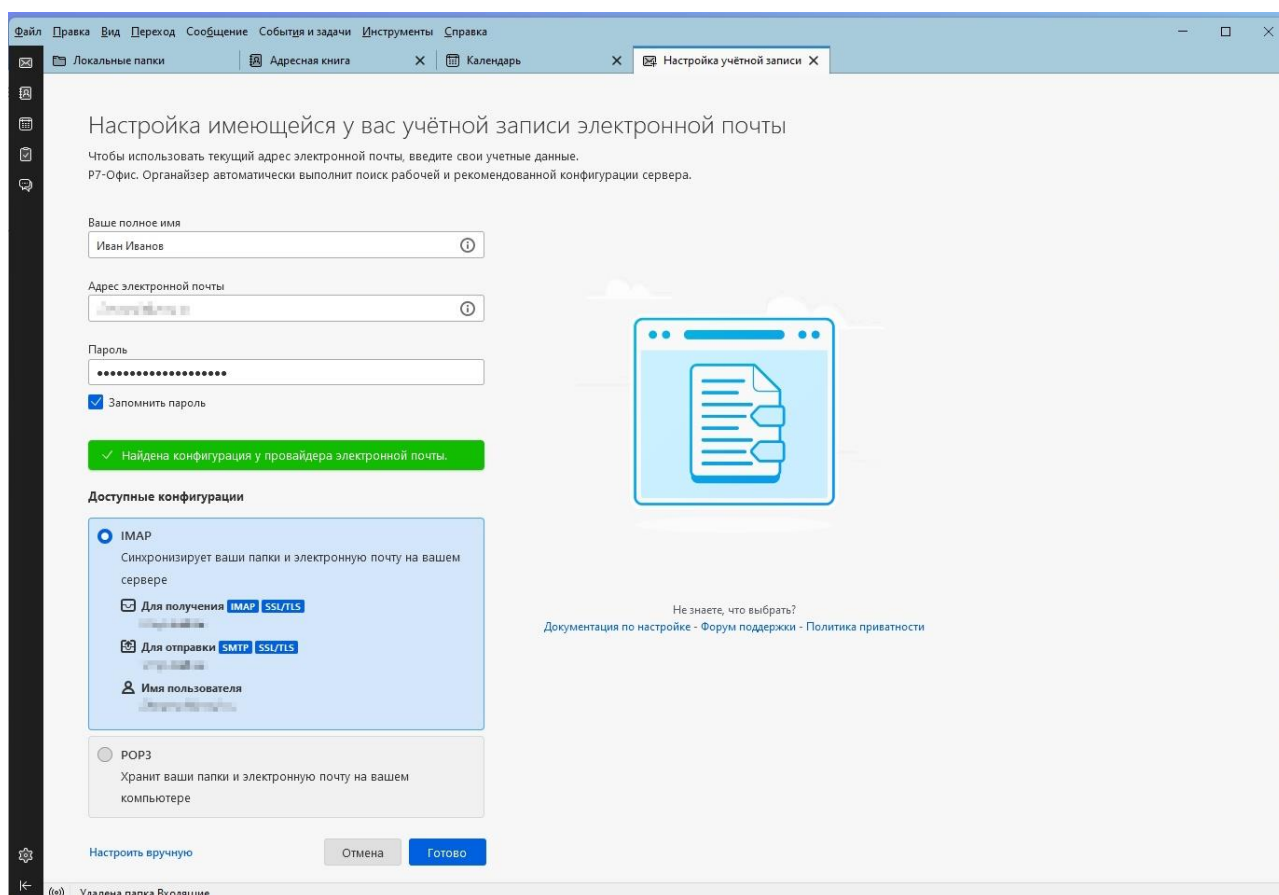 Файл Правка Вид Переход Сообщение События и задачи Инструменты Справка
Локальные папки Адресная книга Календарь Настройка учётной записи
Настройка имеющейся у вас учётной записи электронной почты
Чтобы использовать текущий адрес электронной почты, введите свои учетные данные.
Р7-Офис. Органайзер автоматически выполнит поиск рабочей и рекомендованной конфигурации сервера.
Ваше полное имя
Иван Иванов
Адрес электронной почты
Пароль
Запомнить пароль
Найдена конфигурация у провайдера электронной почты.
Доступные конфигурации
IMAP
Синхронизирует ваши папки и электронную почту на вашем
сервере
Для получения IMAP SSL/TLS
Для отправки SMTP SSL/TLS
Имя пользователя
POP3
Хранит ваши папки и электронную почту на вашем
компьютере
Не знаете, что выбрать?
Документация по настройке - Форум поддержки - Политика приватности
Настроить вручную Отмена Готово
Удалена папка Входящие